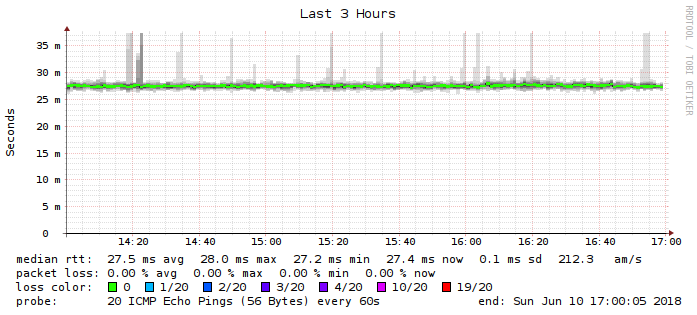 Last 3 Hours
RRDTOOL / TOBI OETIKER
Seconds
35 m
30 m
25 m
20 m
15 m
10 m
5 m
0
14:20 14:40 15:00 15:20 15:40 16:00 16:20 16:40 17:00
median rtt: 27.5 ms avg 28.0 ms max 27.2 ms min 27.4 ms now 0.1 ms sd 212.3 am/s
packet loss: 0.00 % avg 0.00 % max 0.00 % min 0.00 % now
loss color: 0 1/20 2/20 3/20 4/20 10/20 19/20
probe: 20 ICMP Echo Pings (56 Bytes) every 60s end: Sun Jun 10 17:00:05 2018